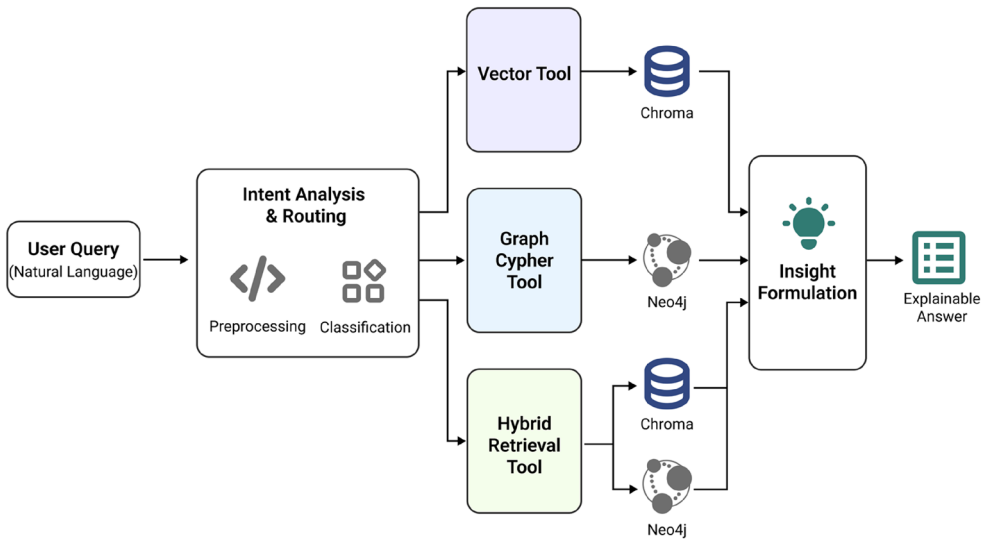 User Query
(Natural Language)
Intent Analysis
& Routing
Preprocessing
Classification
Vector Tool
Chroma
Graph
Cypher
Tool
Neo4j
Hybrid
Retrieval
Tool
Chroma
Neo4j
Insight
Formulation
Explainable
Answer